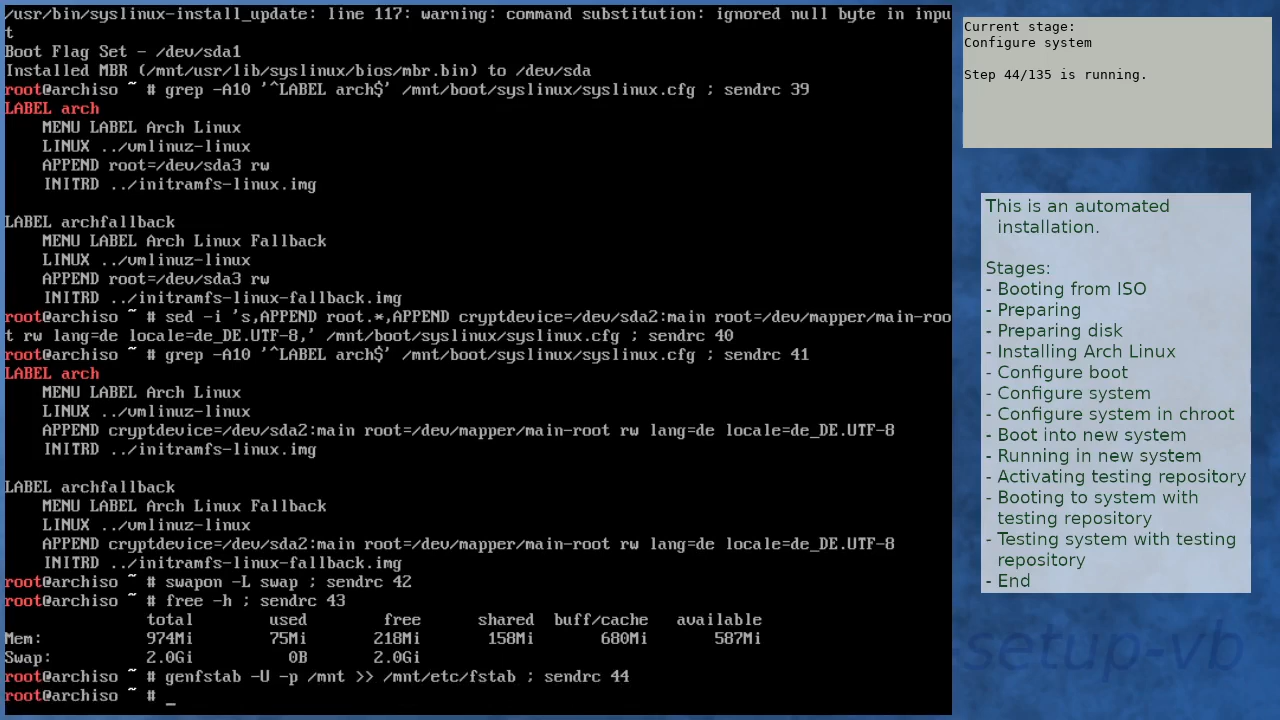 /usr/bin/syslinux-install_update: line 117: warning: command substitution: ignored null byte in inpu
t
Boot Flag Set - /dev/sda1
Installed MBR (/mnt/usr/lib/syslinux/bios/mbr.bin) to /dev/sda
root@archiso ~ # grep -A10 '^LABEL arch$' /mnt/boot/syslinux/syslinux.cfg ; sendrc 39
LABEL arch
    MENU LABEL Arch Linux
    LINUX ../vmlinuz-linux
    APPEND root=/dev/sda3 rw
    INITRD ../initramfs-linux.img

LABEL archfallback
    MENU LABEL Arch Linux Fallback
    LINUX ../vmlinuz-linux
    APPEND root=/dev/sda3 rw
    INITRD ../initramfs-linux-fallback.img
root@archiso ~ # sed -i 's,APPEND root.*,APPEND cryptdevice=/dev/sda2:main root=/dev/mapper/main-roo
t rw lang=de locale=de_DE.UTF-8,' /mnt/boot/syslinux/syslinux.cfg ; sendrc 40
root@archiso ~ # grep -A10 '^LABEL arch$' /mnt/boot/syslinux/syslinux.cfg ; sendrc 41
LABEL arch
    MENU LABEL Arch Linux
    LINUX ../vmlinuz-linux
    APPEND cryptdevice=/dev/sda2:main root=/dev/mapper/main-root rw lang=de locale=de_DE.UTF-8
    INITRD ../initramfs-linux.img

LABEL archfallback
    MENU LABEL Arch Linux Fallback
    LINUX ../vmlinuz-linux
    APPEND cryptdevice=/dev/sda2:main root=/dev/mapper/main-root rw lang=de locale=de_DE.UTF-8
    INITRD ../initramfs-linux-fallback.img
root@archiso ~ # swapon -L swap ; sendrc 42
root@archiso ~ # free -h ; sendrc 43
               total        used        free      shared  buff/cache   available
Mem:           974Mi        75Mi       218Mi       158Mi       680Mi       587Mi
Swap:          2.0Gi          0B       2.0Gi
root@archiso ~ # genfstab -U -p /mnt >> /mnt/etc/fstab ; sendrc 44
root@archiso ~ # _
Current stage:
Configure system

Step 44/135 is running.
This is an automated
installation.

Stages:
- Booting from ISO
- Preparing
- Preparing disk
- Installing Arch Linux
- Configure boot
- Configure system
- Configure system in chroot
- Boot into new system
- Running in new system
- Activating testing repository
- Booting to system with
testing repository
- Testing system with testing
repository
- End
-setup-vb